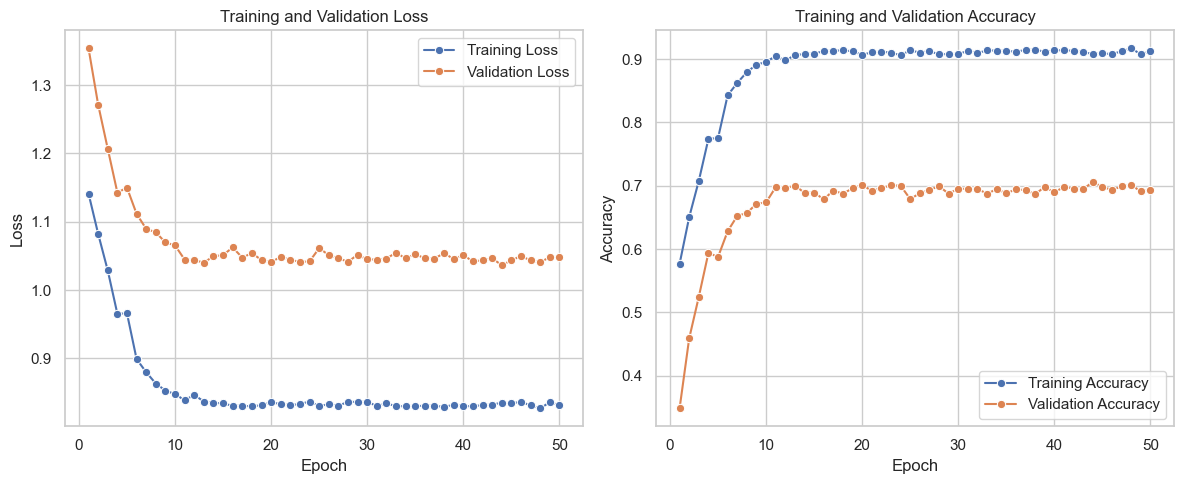 Training and Validation Loss
Training Loss
Validation Loss
1.3
1.2
1.1
1.0
0.9
Loss
0
10
20
30
40
50
Epoch
Training and Validation Accuracy
0.9
0.8
0.7
0.6
0.5
0.4
Accuracy
Training Accuracy
Validation Accuracy
0
10
20
30
40
50
Epoch